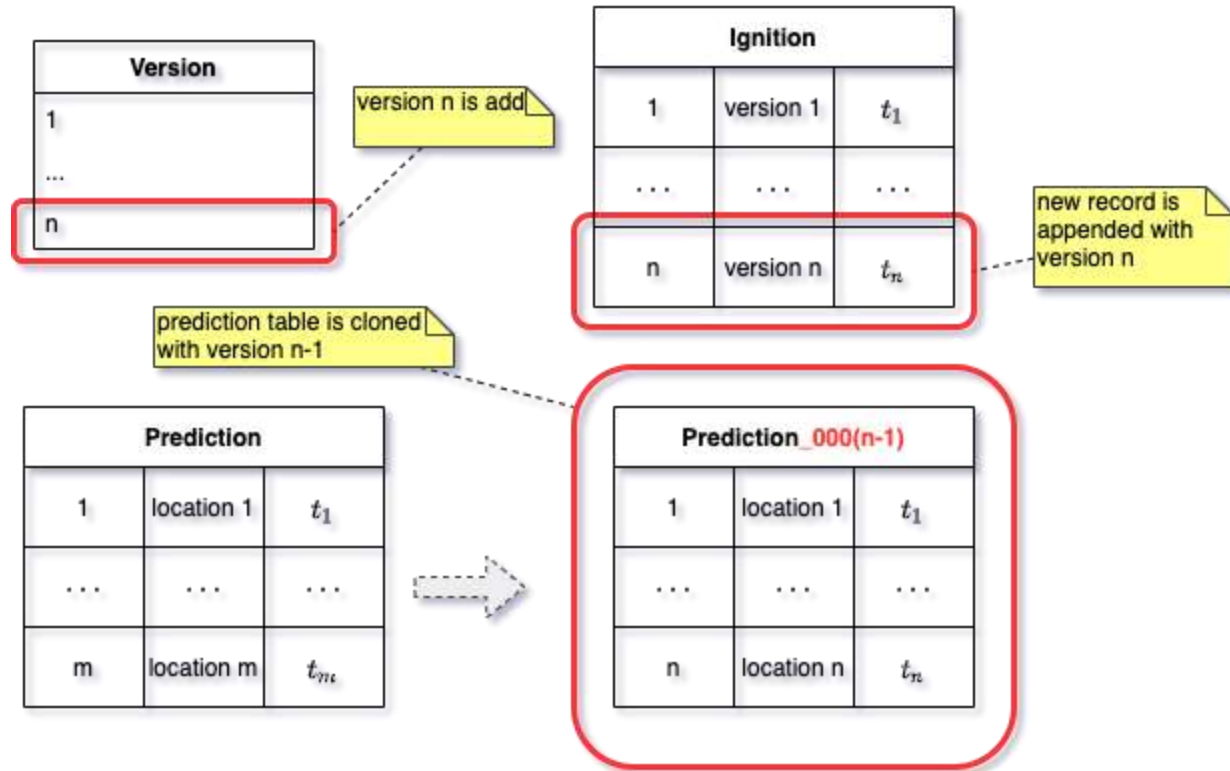 Version
1
...
n
version n is add
Ignition
1 version 1 t₁
... ... ...
n version n tₙ
new record is
appended with
version n
prediction table is cloned
with version n-1
Prediction
1 location 1 t₁
... ... ...
m location m tₘ
Prediction_000(n-1)
1 location 1 t₁
... ... ...
n location n tₙ